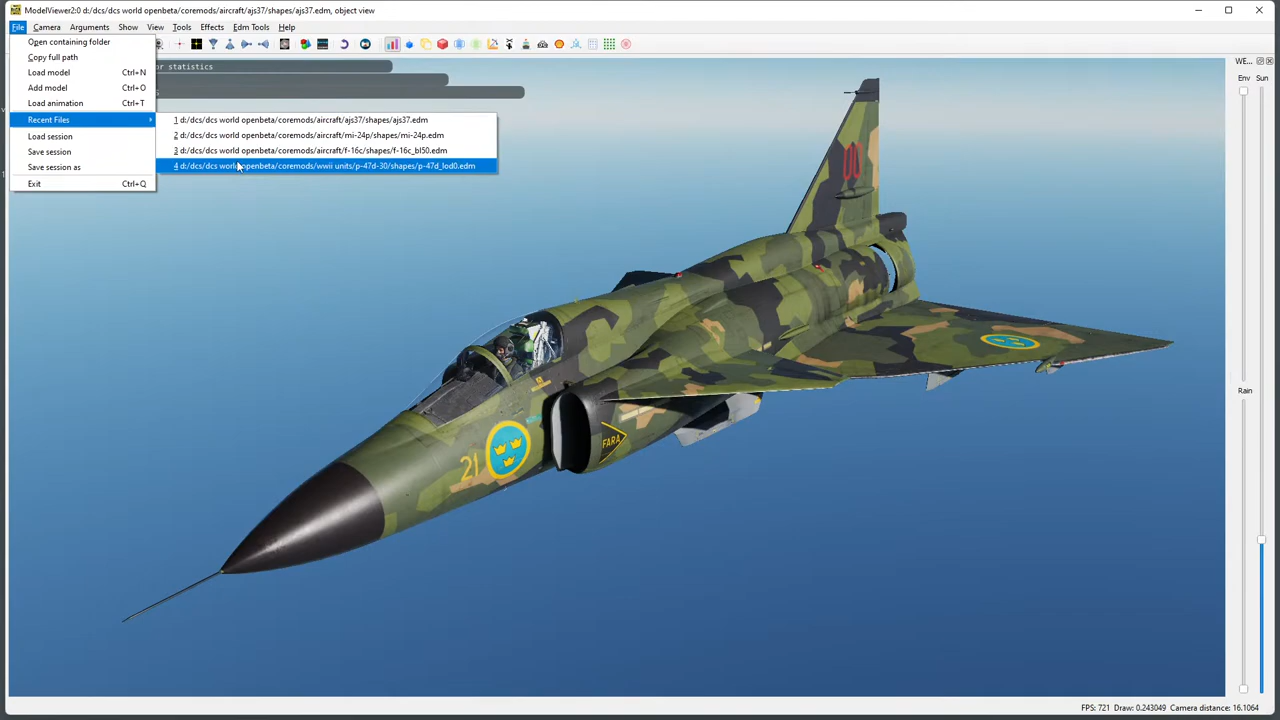 ModelViewer2:0 d:/dcs/dcs world openbeta/coremods/aircraft/ajs37/shapes/ajs37.edm, object view
File Camera Arguments Show View Tools Effects Edm Tools Help
Open containing folder
Copy full path
Load model Ctrl+N
Add model Ctrl+O
Load animation Ctrl+T
Recent Files
Load session
Save session
Save session as
Exit Ctrl+Q
or statistics
1 d:/dcs/dcs world openbeta/coremods/aircraft/ajs37/shapes/ajs37.edm
2 d:/dcs/dcs world openbeta/coremods/aircraft/mi-24p/shapes/mi-24p.edm
3 d:/dcs/dcs world openbeta/coremods/aircraft/f-16c/shapes/f-16c_bl50.edm
4 d:/dcs/dcs world openbeta/coremods/wwii units/p-47d-30/shapes/p-47d_lod0.edm
WE...
Env
Sun
Rain
00
21
FARA
FPS: 721 Draw: 0.243049 Camera distance: 16.1064